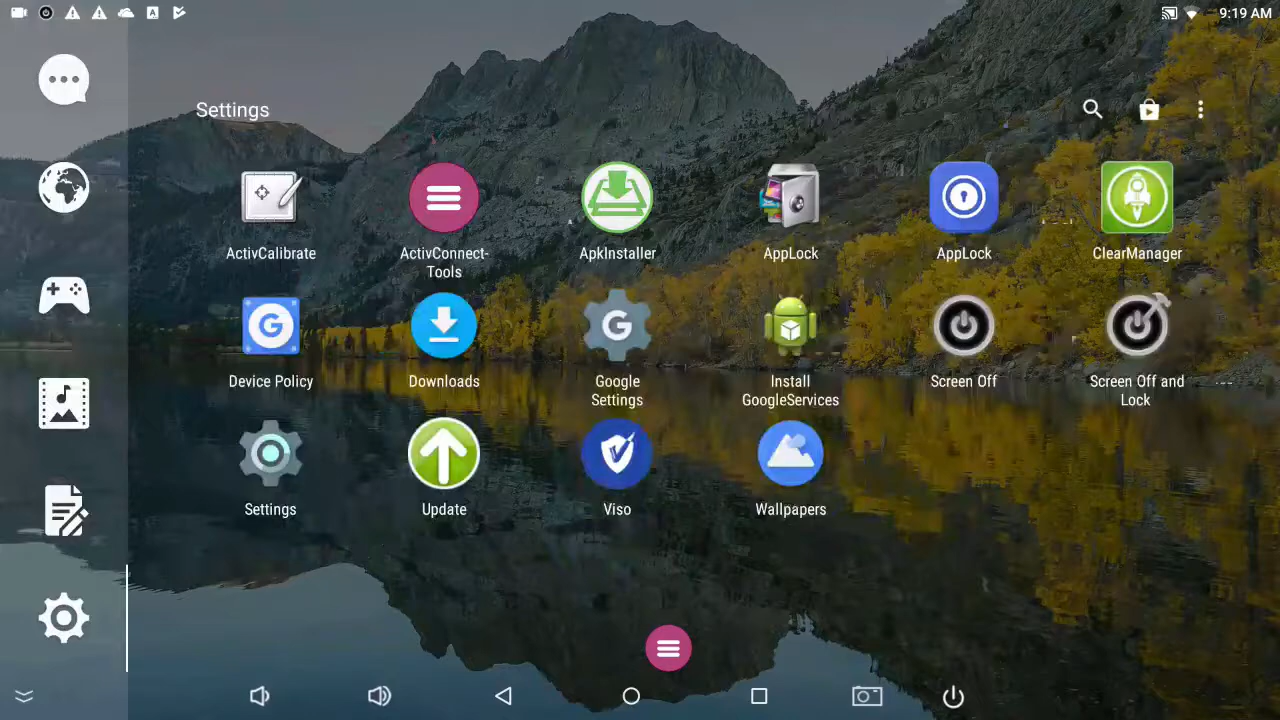 9:19 AM
Settings
ActivCalibrate
ActivConnect-
Tools
ApkInstaller
AppLock
AppLock
ClearManager
Device Policy
Downloads
Google
Settings
Install
GoogleServices
Screen Off
Screen Off and
Lock
Settings
Update
Viso
Wallpapers